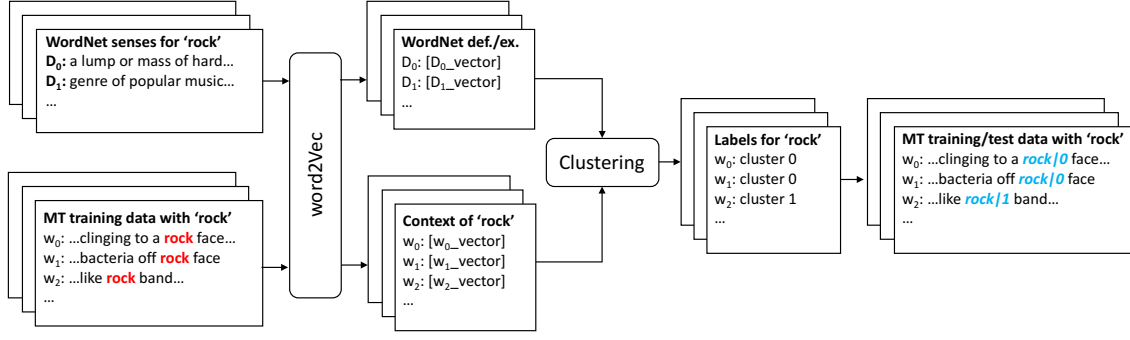 WordNet senses for ‘rock’
D0: a lump or mass of hard…
D1: genre of popular music…
…
MT training data with ‘rock’
w0: …clinging to a rock face…
w1: …bacteria off rock face
w2: …like rock band…
…
word2Vec
WordNet def./ex.
D0: [D0_vector]
D1: [D1_vector]
…
Context of ‘rock’
w0: [w0_vector]
w1: [w1_vector]
w2: [w2_vector]
…
Clustering
Labels for ‘rock’
w0: cluster 0
w1: cluster 0
w2: cluster 1
…
MT training/test data with ‘rock’
w0: …clinging to a rock|0 face…
w1: …bacteria off rock|0 face
w2: …like rock|1 band…
…